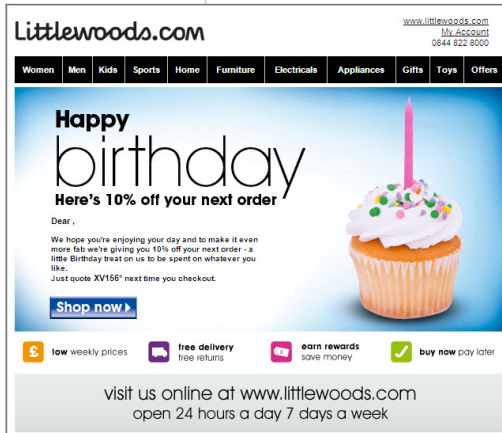 Littlewoods.com
www.littlewoods.com
My Account
0844 822 8000
Women Men Kids Sports Home Furniture Electricals Appliances Gifts Toys Offers
Happy
birthday
Here's 10% off your next order
Dear ,
We hope you're enjoying your day and to make it even
more fab we're giving you 10% off your next order - a
little Birthday treat on us to be spent on whatever you
like.
Just quote XV156* next time you checkout.
Shop now
£ low weekly prices
free delivery
free returns
earn rewards
save money
buy now pay later
visit us online at www.littlewoods.com
open 24 hours a day 7 days a week